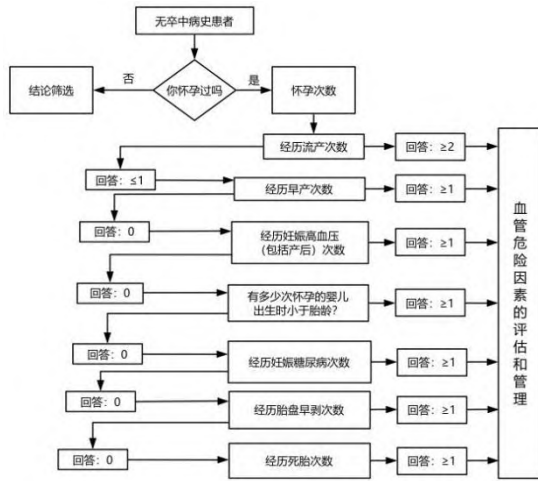 无卒中病史患者
否
是
结论筛选
你怀孕过吗
怀孕次数
经历流产次数
回答：≥2
回答：≤1
经历早产次数
回答：≥1
回答：0
经历妊娠高血压
（包括产后）次数
回答：≥1
回答：0
有多少次怀孕的婴儿
出生时小于胎龄？
回答：≥1
回答：0
经历妊娠糖尿病次数
回答：≥1
回答：0
经历胎盘早剥次数
回答：≥1
回答：0
经历死胎次数
回答：≥1
血管危险因素的评估和管理